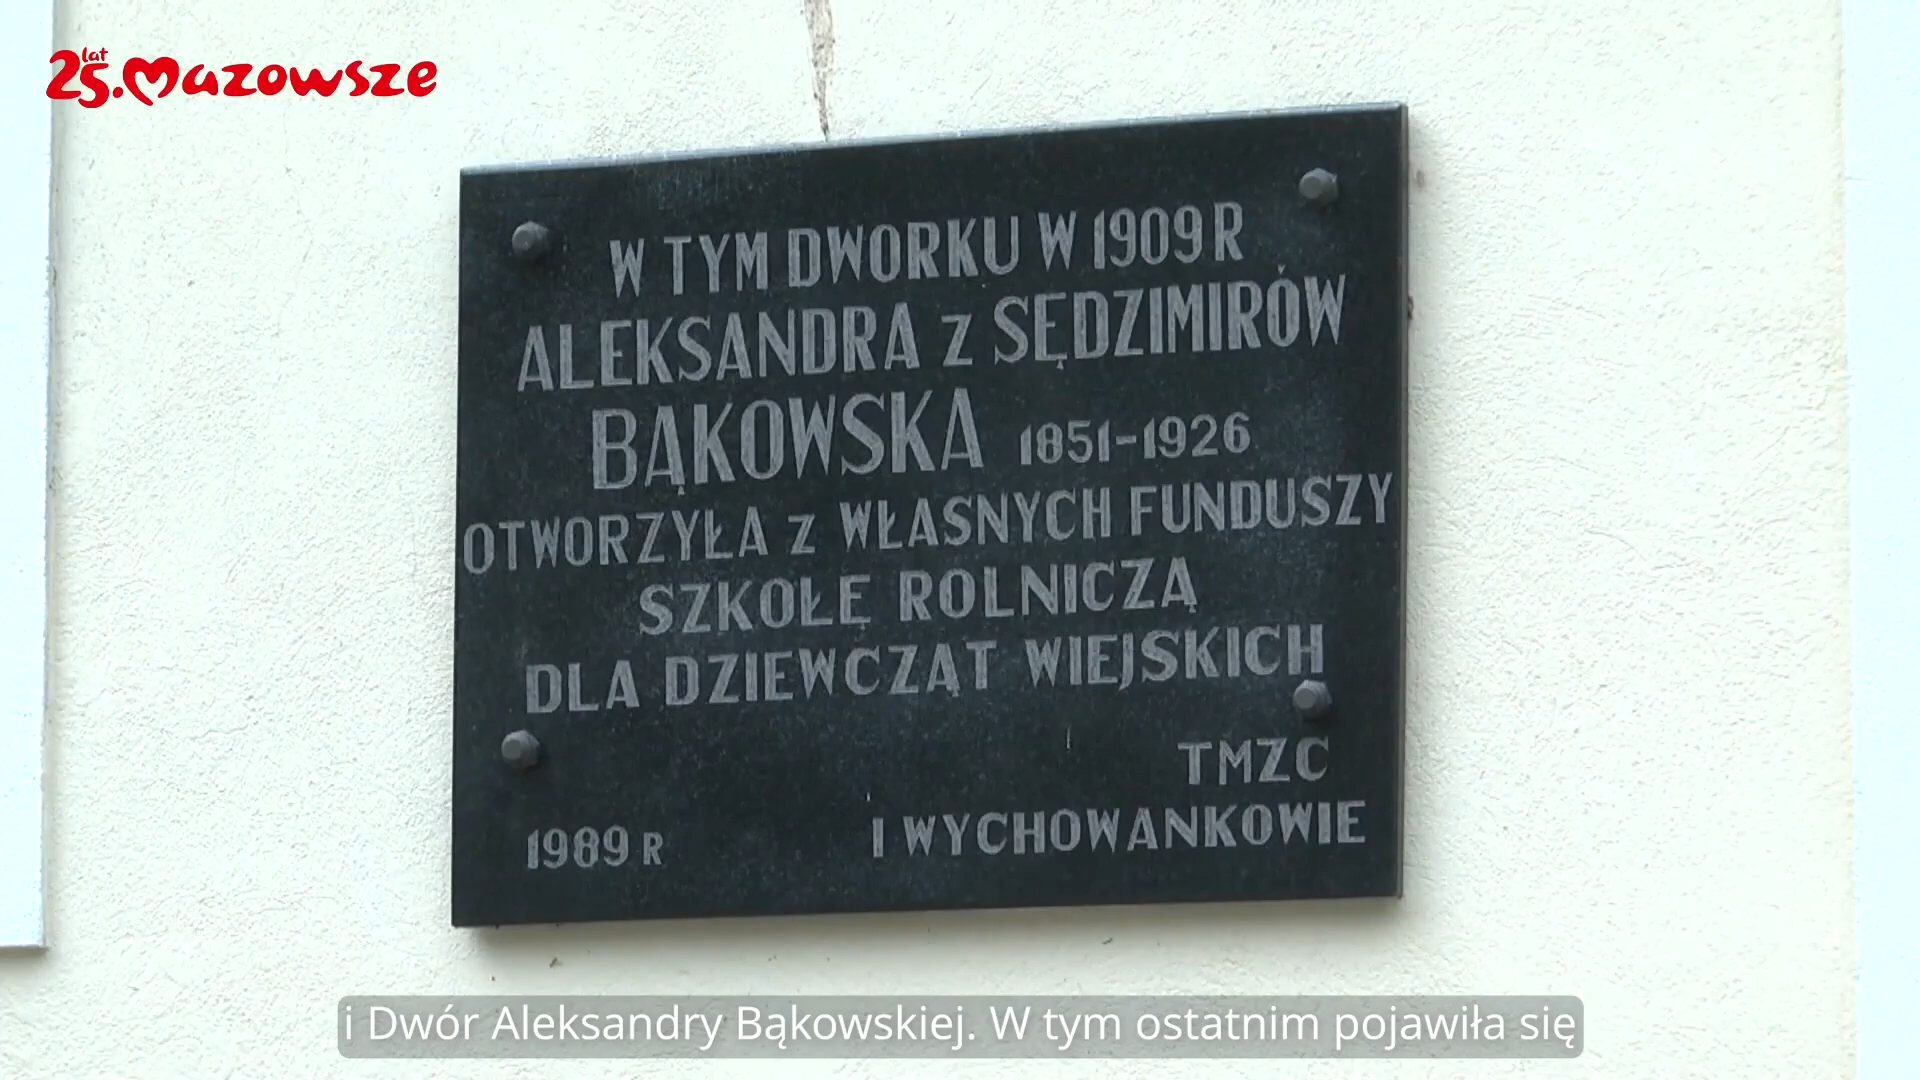 25 lat. Mazowsze
W TYM DWORKU W 1909 R
ALEKSANDRA z SĘDZIMIRÓW
BĄKOWSKA 1851-1926
OTWORZYŁA z WŁASNYCH FUNDUSZY
SZKOŁĘ ROLNICZĄ
DLA DZIEWCZĄT WIEJSKICH
TMZC
1989 R I WYCHOWANKOWIE
i Dwór Aleksandry Bąkowskiej. W tym ostatnim pojawiła się